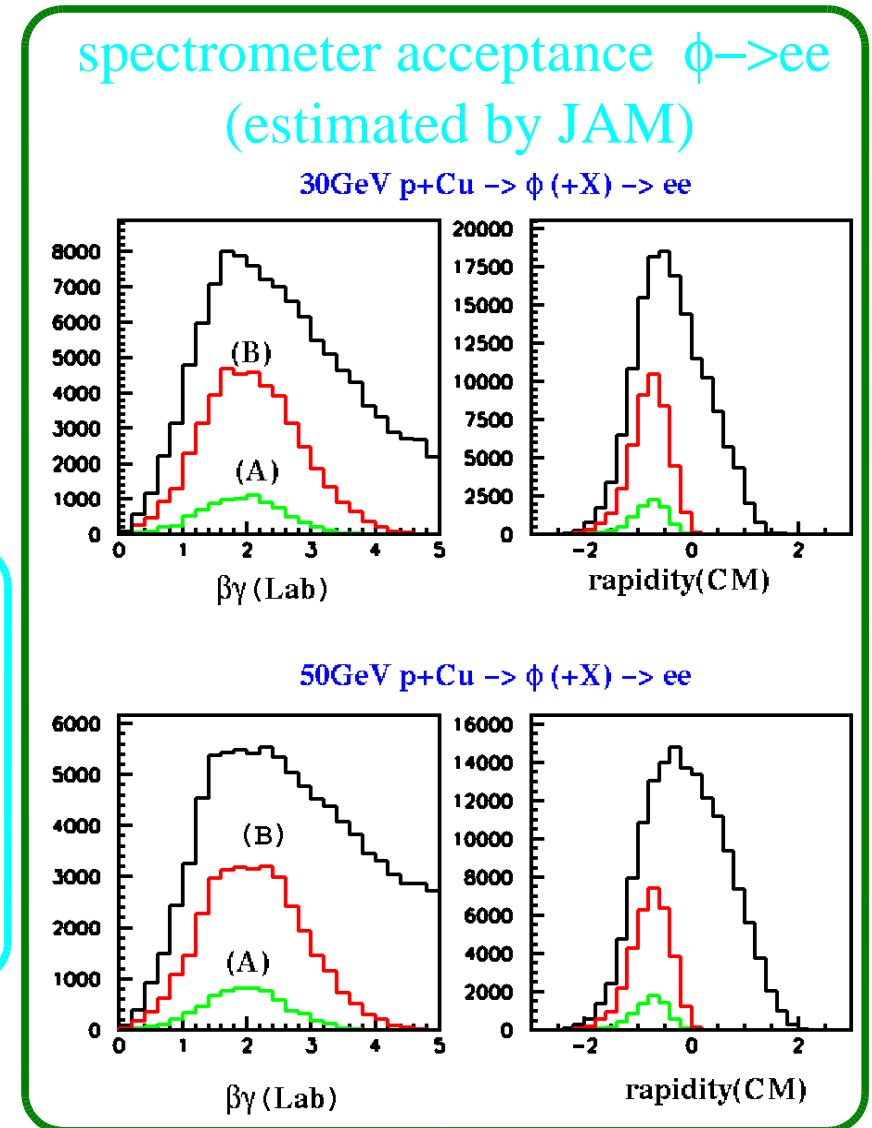 spectrometer acceptance ϕ−>ee
(estimated by JAM)
30GeV p+Cu −> ϕ (+X) −> ee
8000
7000
6000
5000
4000
3000
2000
1000
0
(B)
(A)
0 1 2 3 4 5
βγ (Lab)
20000
17500
15000
12500
10000
7500
5000
2500
0
−2 0 2
rapidity(CM)
50GeV p+Cu −> ϕ (+X) −> ee
6000
5000
4000
3000
2000
1000
0
(B)
(A)
0 1 2 3 4 5
βγ (Lab)
16000
14000
12000
10000
8000
6000
4000
2000
0
−2 0 2
rapidity(CM)